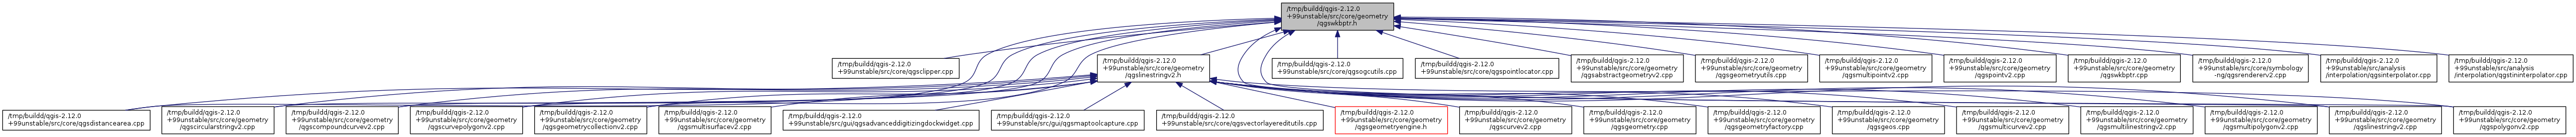 /tmp/buildd/qgis-2.12.0
+99unstable/src/core/geometry
/qgswkbptr.h
/tmp/buildd/qgis-2.12.0
+99unstable/src/core/qgsclipper.cpp
/tmp/buildd/qgis-2.12.0
+99unstable/src/core/geometry
/qgslinestringv2.h
/tmp/buildd/qgis-2.12.0
+99unstable/src/core/qgsogcutils.cpp
/tmp/buildd/qgis-2.12.0
+99unstable/src/core/qgspointlocator.cpp
/tmp/buildd/qgis-2.12.0
+99unstable/src/core/geometry
/qgsabstractgeometryv2.cpp
/tmp/buildd/qgis-2.12.0
+99unstable/src/core/geometry
/qgsgeometryutils.cpp
/tmp/buildd/qgis-2.12.0
+99unstable/src/core/geometry
/qgsmultipointv2.cpp
/tmp/buildd/qgis-2.12.0
+99unstable/src/core/geometry
/qgspointv2.cpp
/tmp/buildd/qgis-2.12.0
+99unstable/src/core/geometry
/qgswkbptr.cpp
/tmp/buildd/qgis-2.12.0
+99unstable/src/core/symbology
-ng/qgsrendererv2.cpp
/tmp/buildd/qgis-2.12.0
+99unstable/src/analysis
/interpolation/qgsinterpolator.cpp
/tmp/buildd/qgis-2.12.0
+99unstable/src/analysis
/interpolation/qgstininterpolator.cpp
/tmp/buildd/qgis-2.12.0
+99unstable/src/core/qgsdistancearea.cpp
/tmp/buildd/qgis-2.12.0
+99unstable/src/core/geometry
/qgscircularstringv2.cpp
/tmp/buildd/qgis-2.12.0
+99unstable/src/core/geometry
/qgscompoundcurvev2.cpp
/tmp/buildd/qgis-2.12.0
+99unstable/src/core/geometry
/qgscurvepolygonv2.cpp
/tmp/buildd/qgis-2.12.0
+99unstable/src/core/geometry
/qgsgeometrycollectionv2.cpp
/tmp/buildd/qgis-2.12.0
+99unstable/src/core/geometry
/qgsmultisurfacev2.cpp
/tmp/buildd/qgis-2.12.0
+99unstable/src/gui/qgsadvanceddigitizingdockwidget.cpp
/tmp/buildd/qgis-2.12.0
+99unstable/src/gui/qgsmaptoolcapture.cpp
/tmp/buildd/qgis-2.12.0
+99unstable/src/core/qgsvectorlayereditutils.cpp
/tmp/buildd/qgis-2.12.0
+99unstable/src/core/geometry
/qgsgeometryengine.h
/tmp/buildd/qgis-2.12.0
+99unstable/src/core/geometry
/qgscurvev2.cpp
/tmp/buildd/qgis-2.12.0
+99unstable/src/core/geometry
/qgsgeometry.cpp
/tmp/buildd/qgis-2.12.0
+99unstable/src/core/geometry
/qgsgeometryfactory.cpp
/tmp/buildd/qgis-2.12.0
+99unstable/src/core/geometry
/qgsgeos.cpp
/tmp/buildd/qgis-2.12.0
+99unstable/src/core/geometry
/qgsmulticurvev2.cpp
/tmp/buildd/qgis-2.12.0
+99unstable/src/core/geometry
/qgsmultilinestringv2.cpp
/tmp/buildd/qgis-2.12.0
+99unstable/src/core/geometry
/qgsmultipolygonv2.cpp
/tmp/buildd/qgis-2.12.0
+99unstable/src/core/geometry
/qgslinestringv2.cpp
/tmp/buildd/qgis-2.12.0
+99unstable/src/core/geometry
/qgspolygonv2.cpp